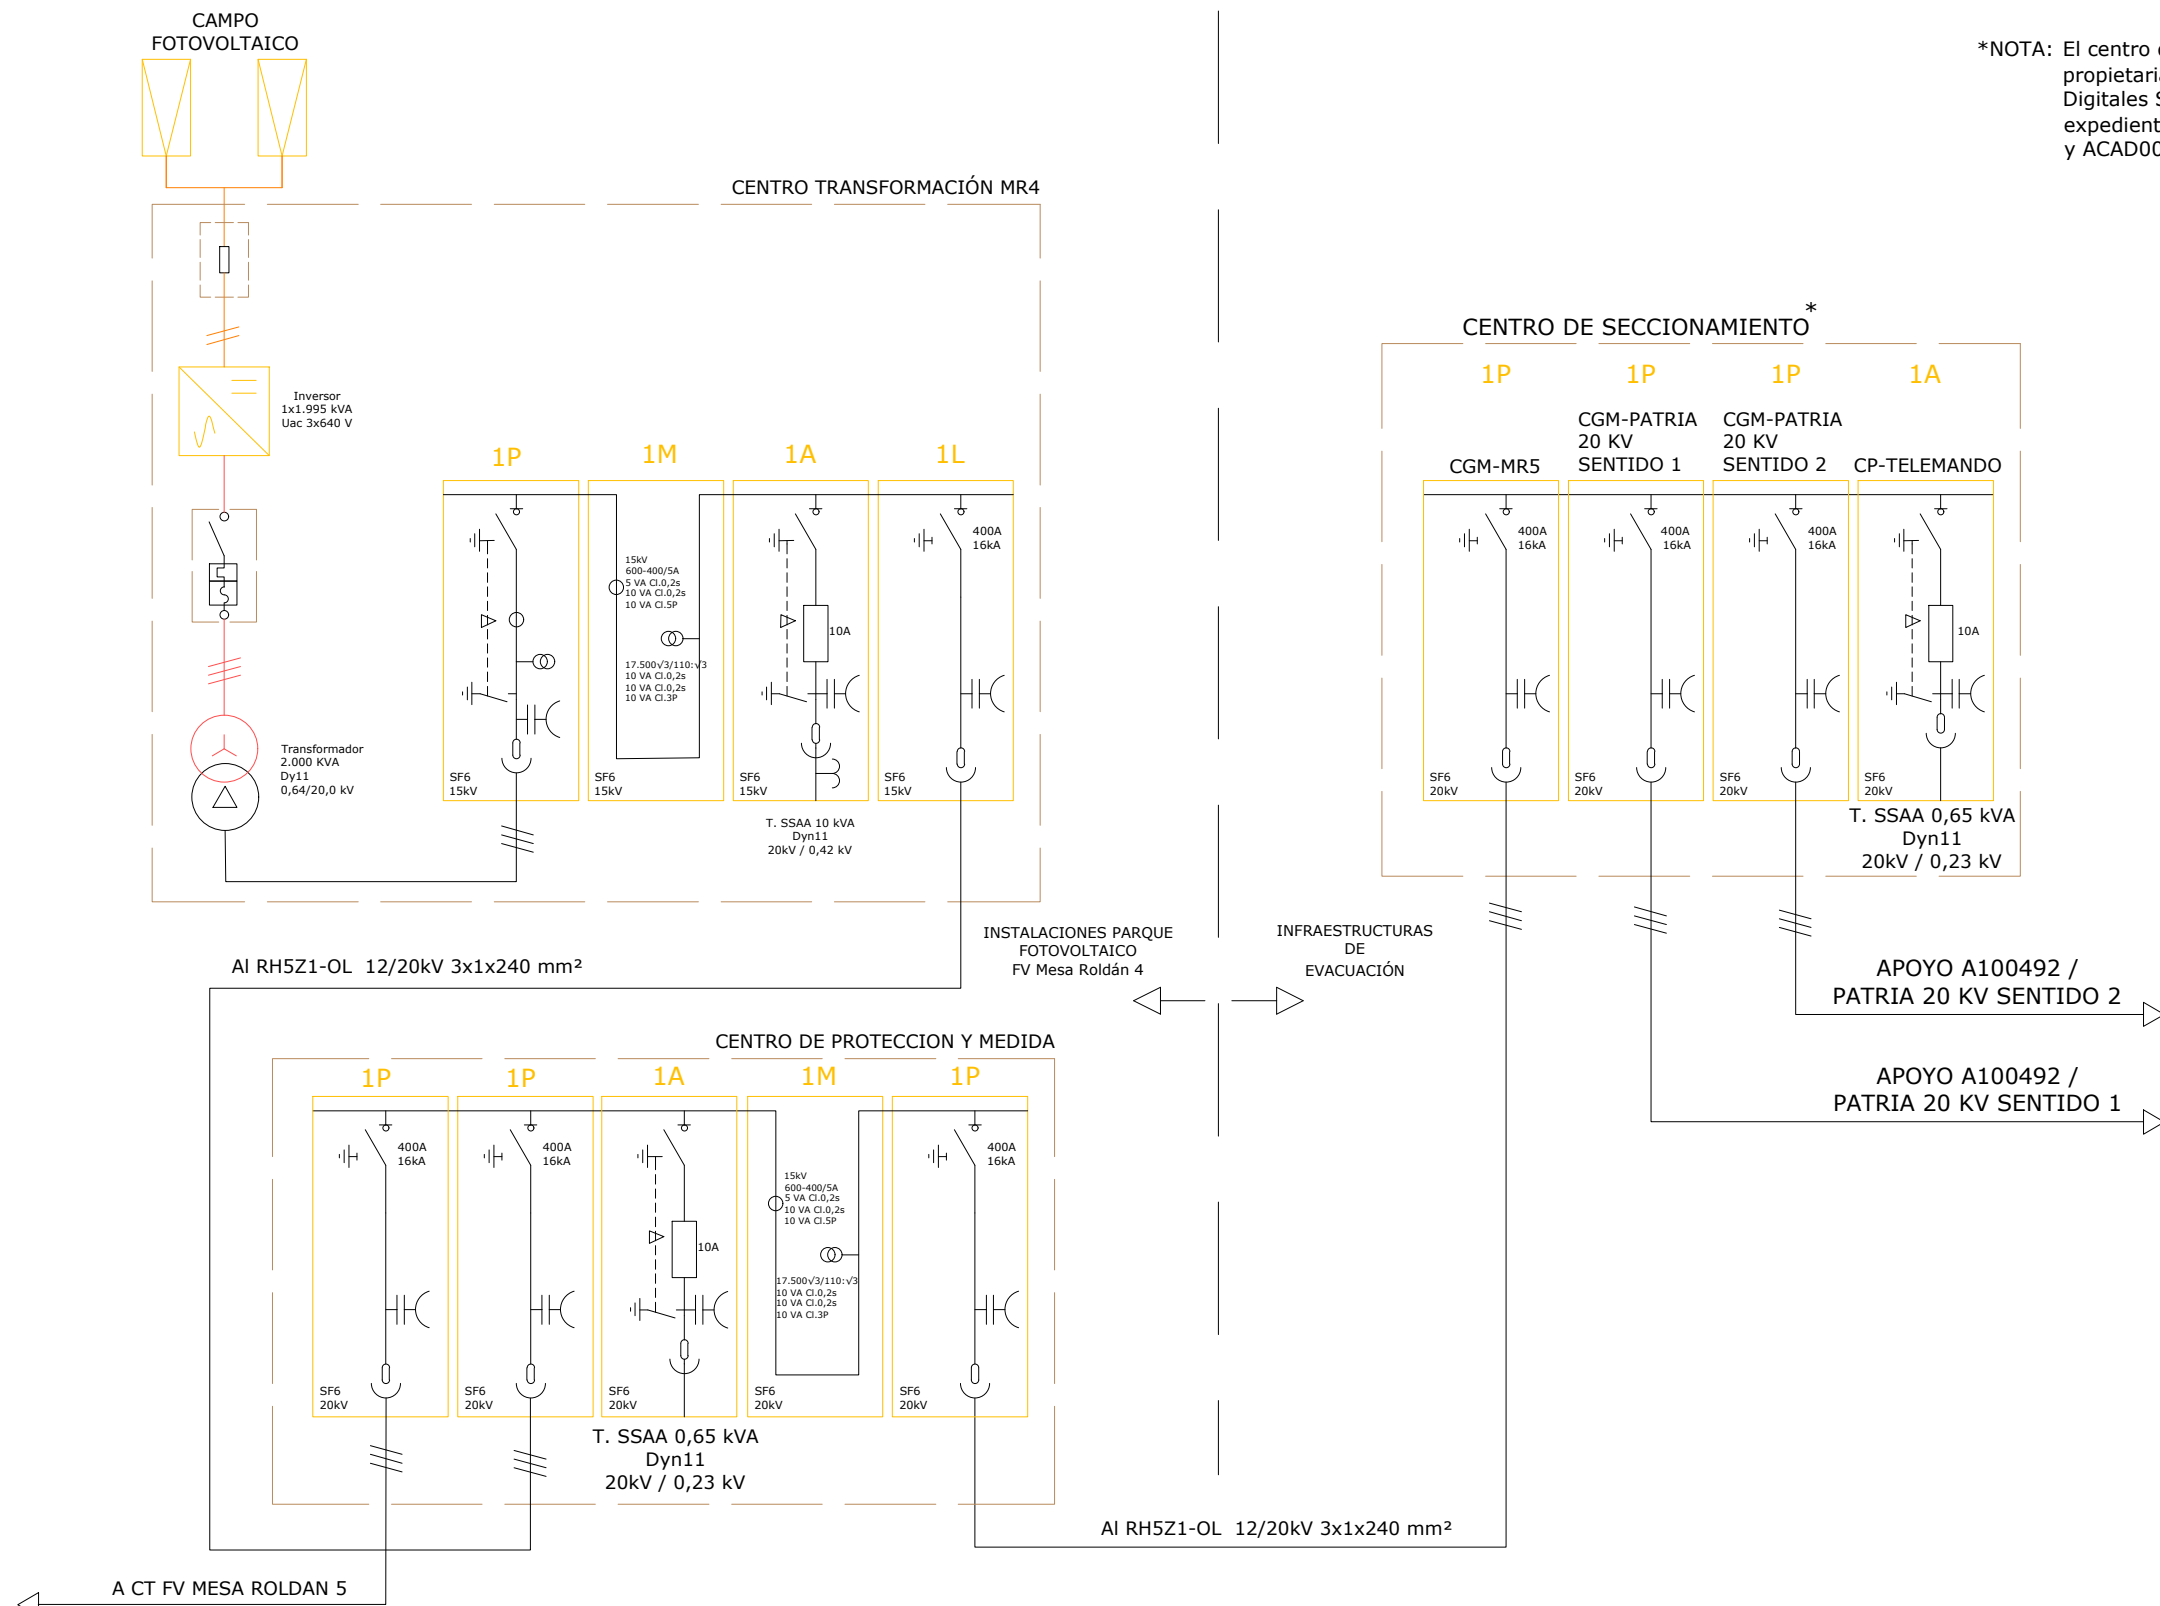 CAMPO
FOTOVOLTAICO
*NOTA: El centro
propietaria
Digitales
expedient
y ACAD00
CENTRO TRANSFORMACIÓN MR4
Inversor
1x1.995 kVA
Uac 3x640 V
Transformador
2.000 KVA
Dy11
0,64/20,0 kV
1P
1M
1A
1L
15kV
600-400/5A
5 VA Cl.0,2s
10 VA Cl.0,2s
10 VA Cl.5P
17.500√3/110:√3
10 VA Cl.0,2s
10 VA Cl.0,2s
10 VA Cl.3P
10A
400A
16kA
SF6
15kV
SF6
15kV
SF6
15kV
SF6
15kV
T. SSAA 10 kVA
Dyn11
20kV / 0,42 kV
CENTRO DE SECCIONAMIENTO*
1P
1P
1P
1A
CGM-MR5
CGM-PATRIA
20 KV
SENTIDO 1
CGM-PATRIA
20 KV
SENTIDO 2
CP-TELEMANDO
400A
16kA
400A
16kA
400A
16kA
10A
SF6
20kV
SF6
20kV
SF6
20kV
SF6
20kV
T. SSAA 0,65 kVA
Dyn11
20kV / 0,23 kV
INSTALACIONES PARQUE
FOTOVOLTAICO
FV Mesa Roldán 4
INFRAESTRUCTURAS
DE
EVACUACIÓN
Al RH5Z1-OL 12/20kV 3x1x240 mm²
APOYO A100492 /
PATRIA 20 KV SENTIDO 2
APOYO A100492 /
PATRIA 20 KV SENTIDO 1
CENTRO DE PROTECCION Y MEDIDA
1P
1P
1A
1M
1P
400A
16kA
400A
16kA
10A
15kV
600-400/5A
5 VA Cl.0,2s
10 VA Cl.0,2s
10 VA Cl.5P
17.500√3/110:√3
10 VA Cl.0,2s
10 VA Cl.0,2s
10 VA Cl.3P
400A
16kA
SF6
20kV
SF6
20kV
SF6
20kV
SF6
20kV
SF6
20kV
T. SSAA 0,65 kVA
Dyn11
20kV / 0,23 kV
Al RH5Z1-OL 12/20kV 3x1x240 mm²
A CT FV MESA ROLDAN 5